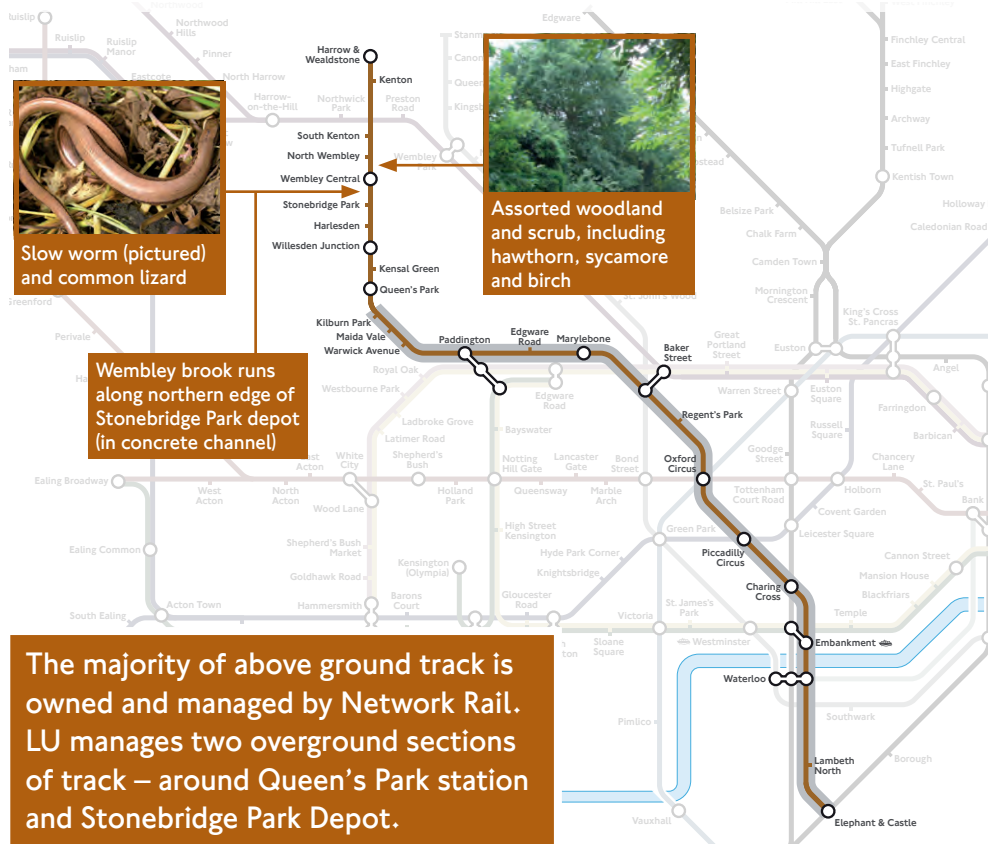 Ruislip
Northwood
Hills
Ruislip
Ruislip
Manor
Pinner
Eastcote
North Harrow
Harrow-
on-the-Hill
Northwick
Park
Preston
Road
Harrow &
Wealdstone
Kenton
South Kenton
North Wembley
Wembley Central
Stonebridge Park
Harlesden
Willesden Junction
Kensal Green
Queen's Park
Kilburn Park
Maida Vale
Warwick Avenue
Paddington
Edgware
Road
Marylebone
Baker
Street
Regent's Park
Oxford
Circus
Piccadilly
Circus
Charing
Cross
Embankment
Waterloo
Lambeth
North
Elephant & Castle
Slow worm (pictured)
and common lizard
Assorted woodland
and scrub, including
hawthorn, sycamore
and birch
Wembley brook runs
along northern edge of
Stonebridge Park depot
(in concrete channel)
Edgware
Finchley Central
East Finchley
Highgate
Archway
Tufnell Park
Kentish Town
Holloway
Caledonian Road
Belsize Park
Chalk Farm
Camden Town
Mornington
Crescent
King's Cross
St. Pancras
Euston
Great
Portland
Street
Warren Street
Euston
Square
Angel
Farringdon
Barbican
Russell
Square
Goodge
Street
Chancery
Lane
St. Paul's
Bank
Holborn
Tottenham
Court Road
Covent Garden
Leicester Square
Cannon Street
Mansion House
Blackfriars
Temple
Wembley
Park
Greenford
Perivale
Royal Oak
Westbourne Park
Ladbroke Grove
Latimer Road
Edgware
Road
Bayswater
White
City
Shepherd's
Bush
Notting
Hill Gate
Lancaster
Gate
Bond
Street
Ealing Broadway
West
Acton
North
Acton
Wood Lane
Holland
Park
Queensway
Marble
Arch
Green Park
Shepherd's Bush
Market
High Street
Kensington
Hyde Park Corner
Knightsbridge
Ealing Common
Goldhawk Road
Kensington
(Olympia)
South Ealing
Acton Town
Hammersmith
Barons
Court
Gloucester
Road
Victoria
St. James's
Park
Sloane
Square
Westminster
Pimlico
Vauxhall
Southwark
Borough
The majority of above ground track is
owned and managed by Network Rail.
LU manages two overground sections
of track – around Queen's Park station
and Stonebridge Park Depot.